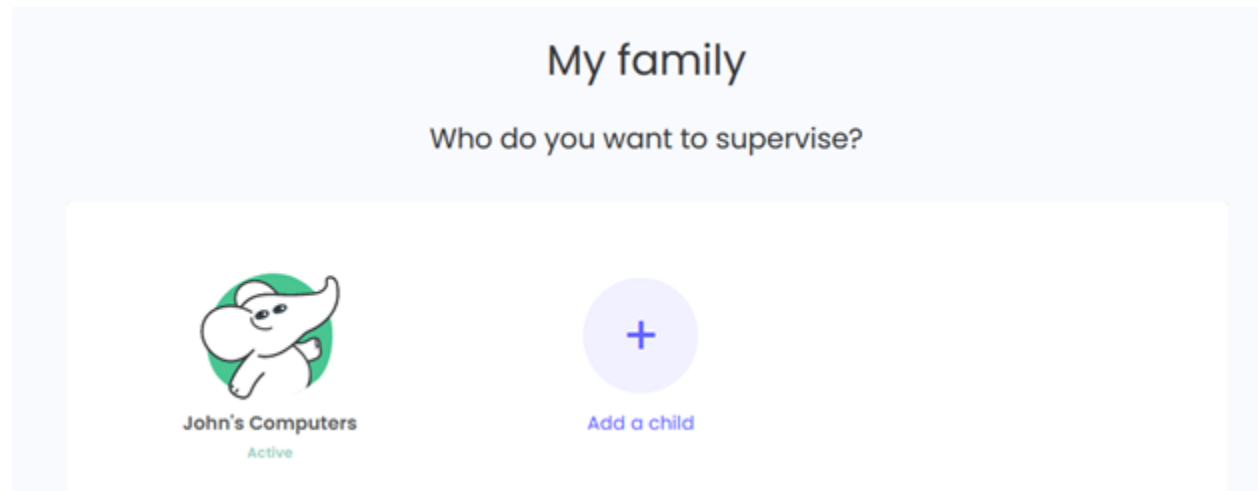 My family
Who do you want to supervise?
John's Computers
Active
Add a child